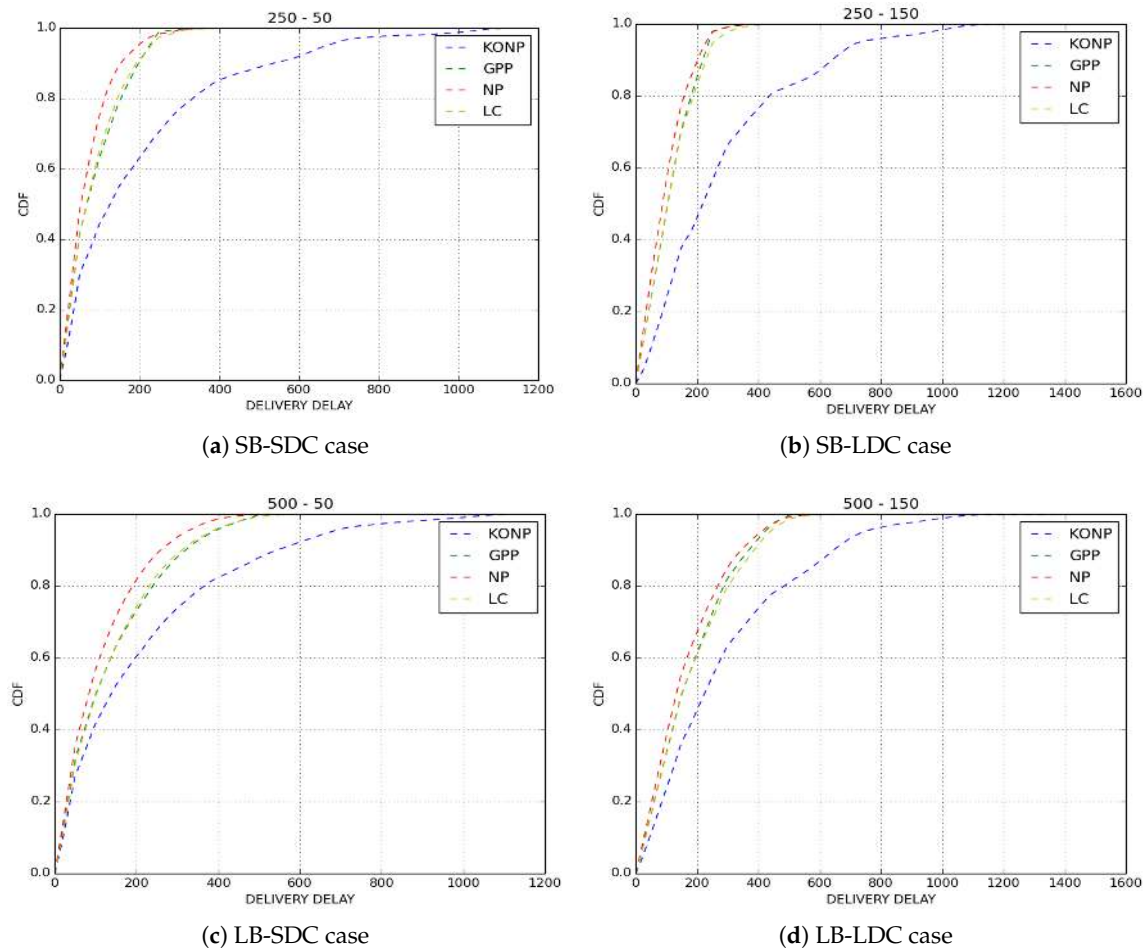 250 - 50
1.0
0.8
0.6
0.4
0.2
0.0
CDF
0
200
400
600
800
1000
1200
DELIVERY DELAY
KONP
GPP
NP
LC
(a) SB-SDC case
250 - 150
1.0
0.8
0.6
0.4
0.2
0.0
CDF
0
200
400
600
800
1000
1200
1400
1600
DELIVERY DELAY
KONP
GPP
NP
LC
(b) SB-LDC case
500 - 50
1.0
0.8
0.6
0.4
0.2
0.0
CDF
0
200
400
600
800
1000
1200
DELIVERY DELAY
KONP
GPP
NP
LC
(c) LB-SDC case
500 - 150
1.0
0.8
0.6
0.4
0.2
0.0
CDF
0
200
400
600
800
1000
1200
1400
1600
DELIVERY DELAY
KONP
GPP
NP
LC
(d) LB-LDC case